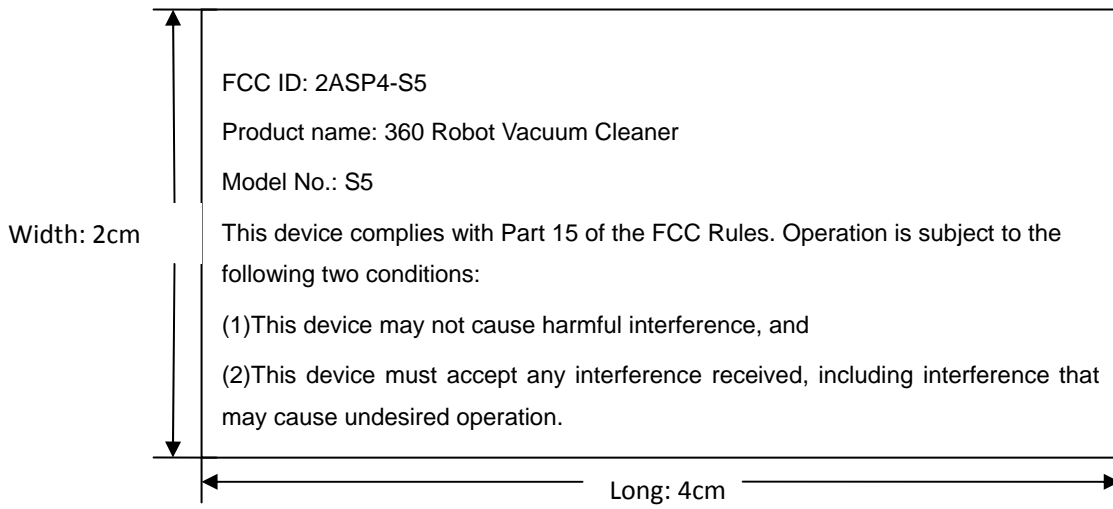 FCC ID: 2ASP4-S5
Product name: 360 Robot Vacuum Cleaner
Model No.: S5
Width: 2cm
This device complies with Part 15 of the FCC Rules. Operation is subject to the
following two conditions:
(1)This device may not cause harmful interference, and
(2)This device must accept any interference received, including interference that
may cause undesired operation.
Long: 4cm